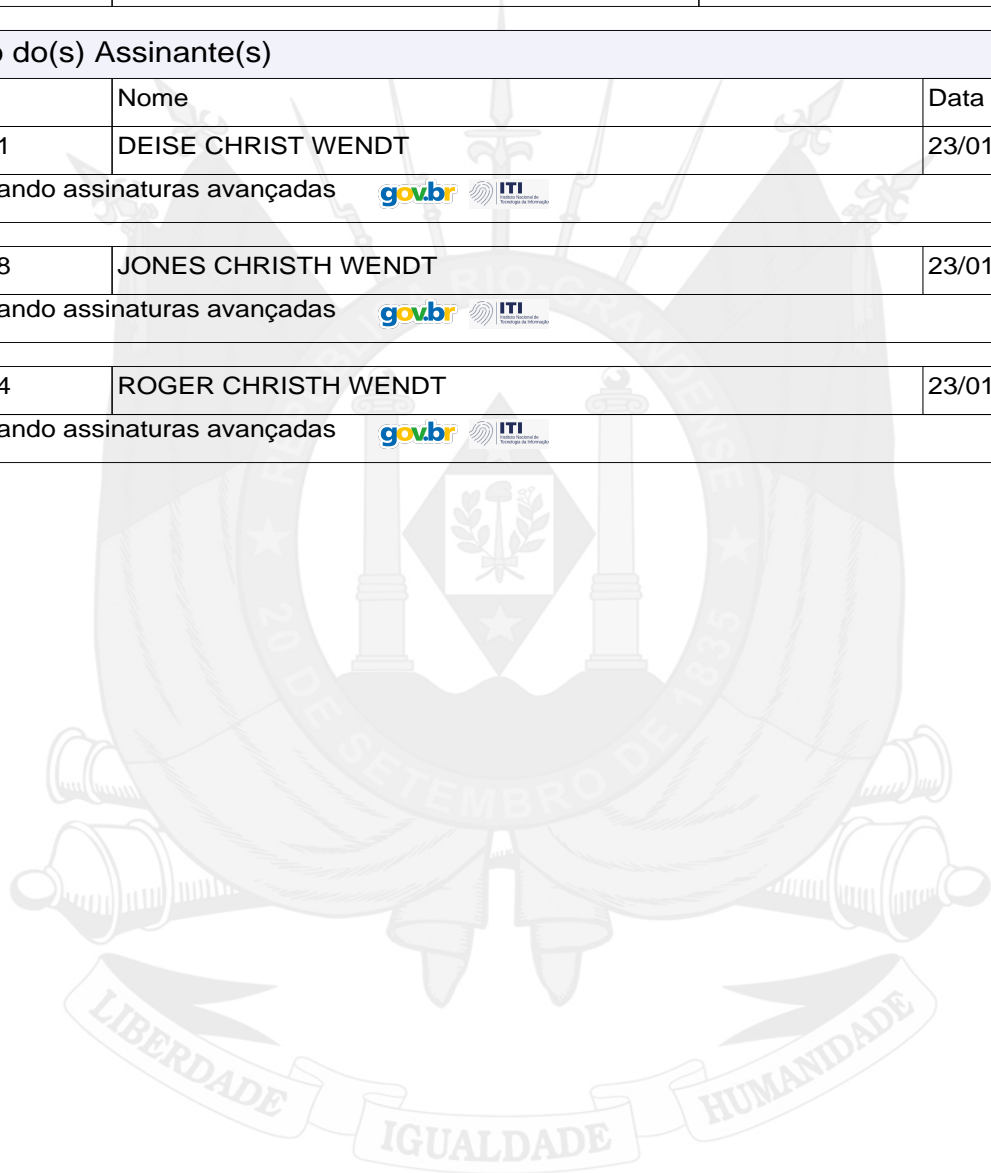 o do(s) Assinante(s)
Nome Data
1 DEISE CHRIST WENDT 23/01
ando assinaturas avançadas gov.br ITI
8 JONES CHRISTH WENDT 23/01
ando assinaturas avançadas gov.br ITI
4 ROGER CHRISTH WENDT 23/01
ando assinaturas avançadas gov.br ITI
REPÚBLICA RIO-GRANDENSE
20 DE SETEMBRO DE 1835
LIBERDADE IGUALDADE HUMANIDADE